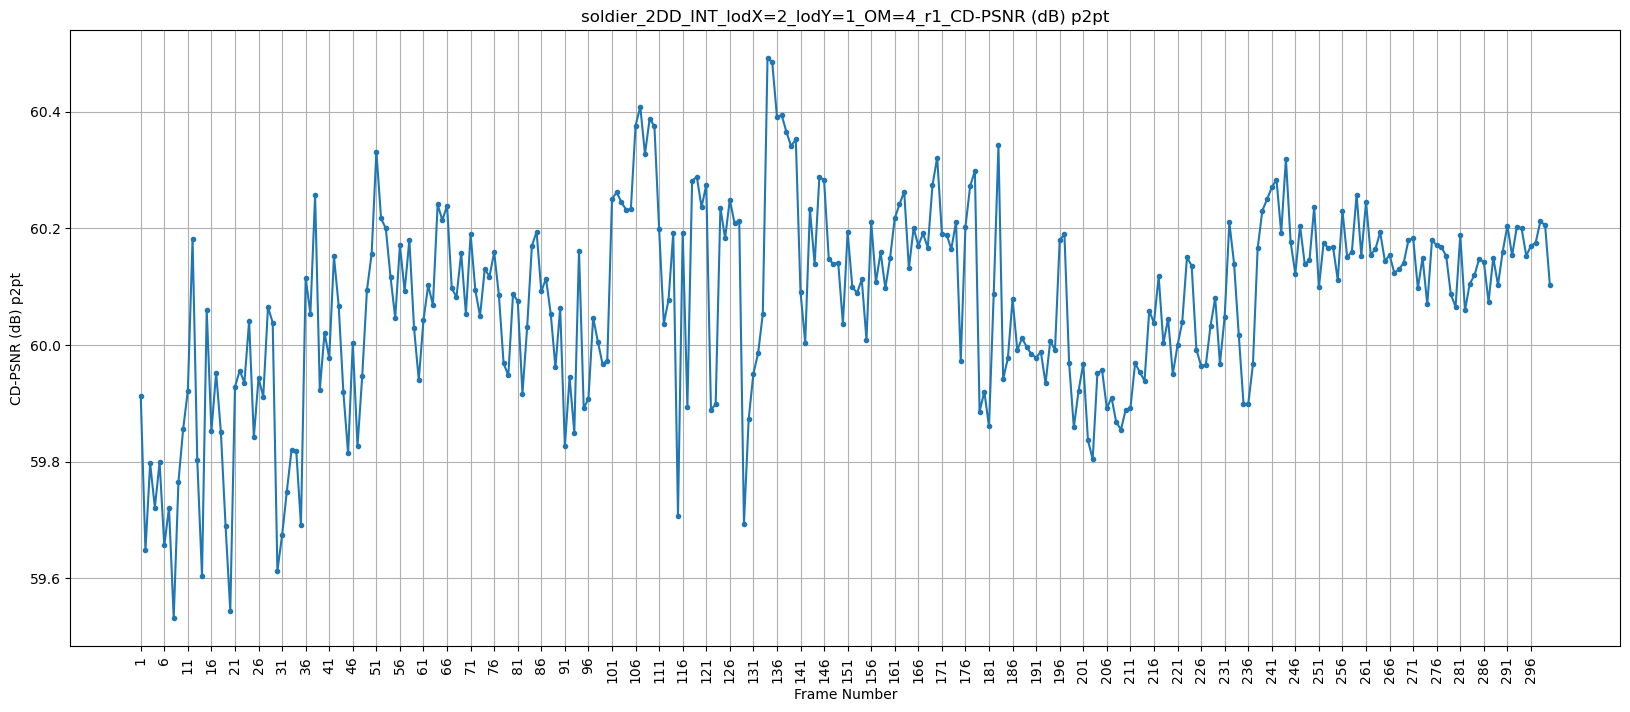 soldier_2DD_INT_lodX=2_lodY=1_OM=4_r1_CD-PSNR (dB) p2pt
CD-PSNR (dB) p2pt
60.4
60.2
60.0
59.8
59.6
1 6 11 16 21 26 31 36 41 46 51 56 61 66 71 76 81 86 91 96 101 106 111 116 121 126 131 136 141 146 151 156 161 166 171 176 181 186 191 196 201 206 211 216 221 226 231 236 241 246 251 256 261 266 271 276 281 286 291 296
Frame Number